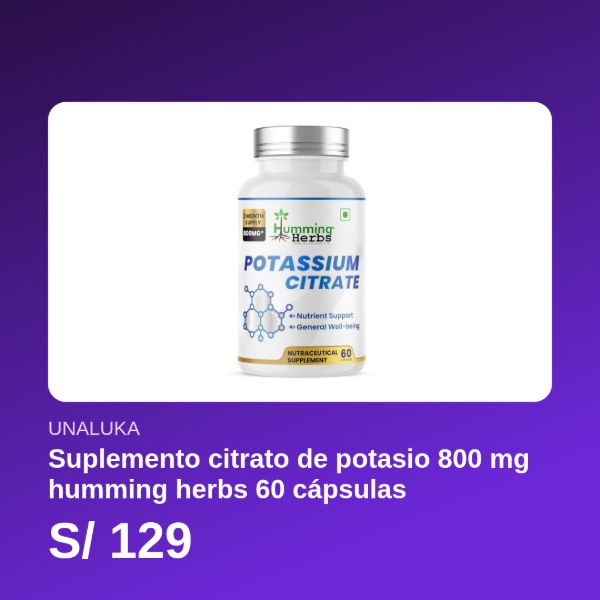 1 MONTH
SUPPLY
800MG*
Humming
Herbs
POTASSIUM
CITRATE
Nutrient Support
General Well-being
NUTRACEUTICAL
SUPPLEMENT
60
UNALUKA
Suplemento citrato de potasio 800 mg
humming herbs 60 cápsulas
S/ 129